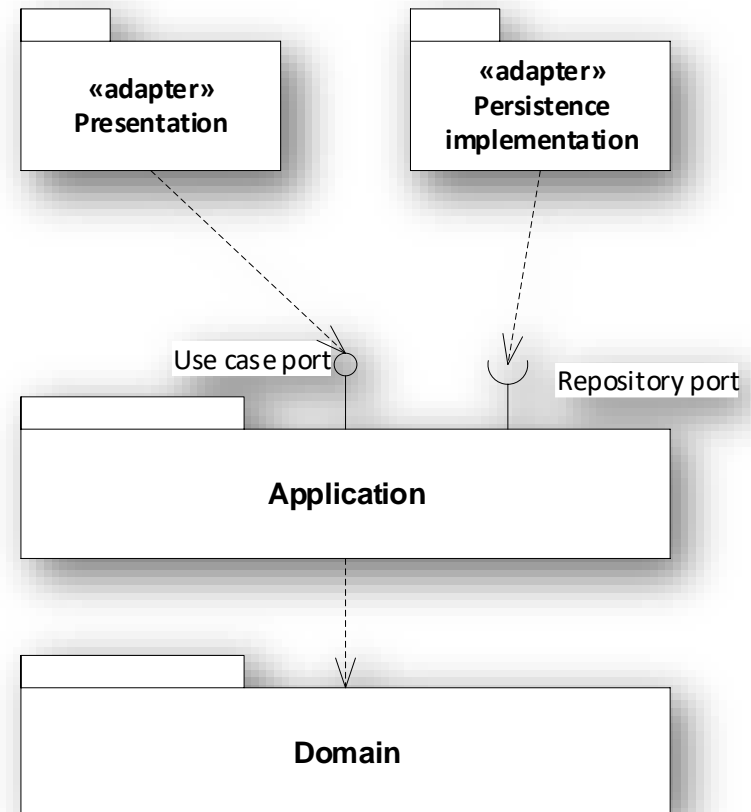 «adapter»
Presentation
«adapter»
Persistence
implementation
Use case port
Repository port
Application
Domain